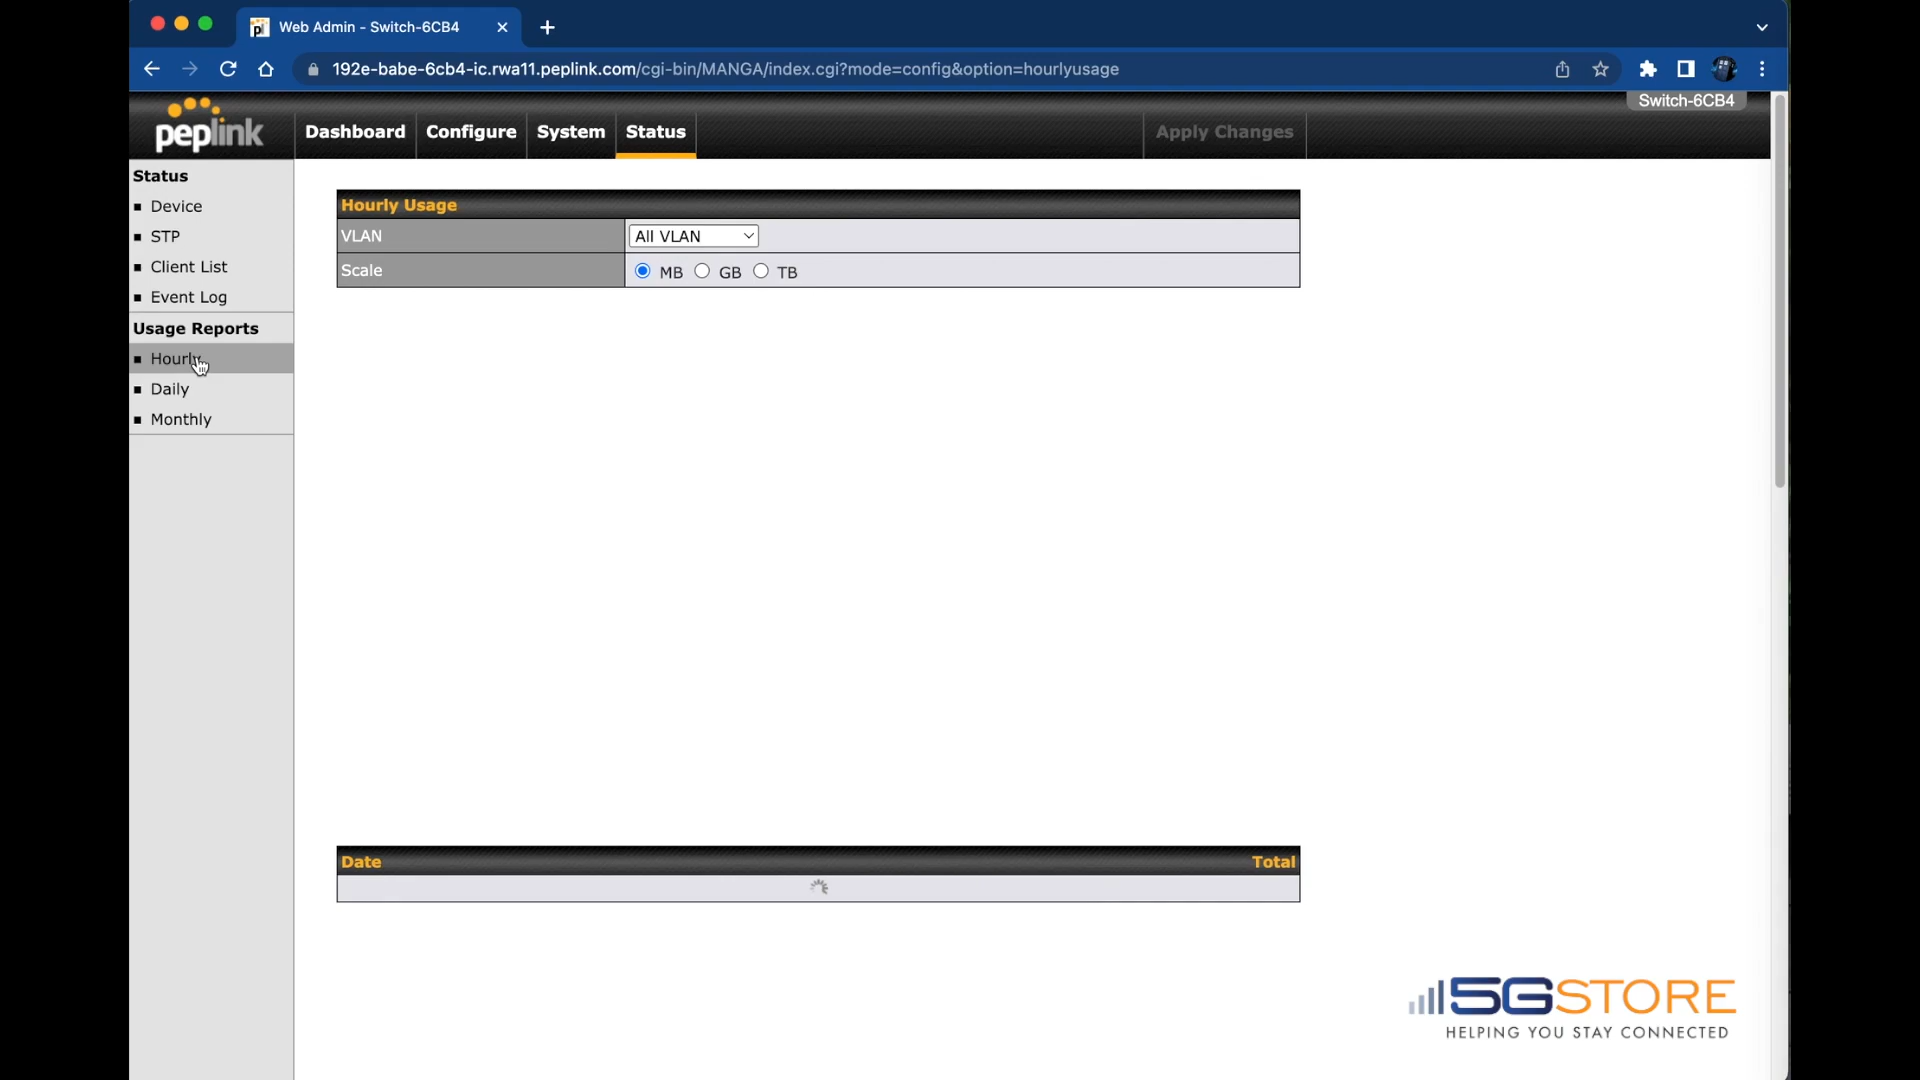 Web Admin - Switch-6CB4
192e-babe-6cb4-ic.rwa11.peplink.com/cgi-bin/MANGA/index.cgi?mode=config&option=hourlyusage
Switch-6CB4
peplink
Dashboard Configure System Status Apply Changes
Status
Device
STP
Client List
Event Log
Usage Reports
Hourly
Daily
Monthly
Hourly Usage
VLAN All VLAN
Scale MB GB TB
Date Total
5GSTORE
HELPING YOU STAY CONNECTED